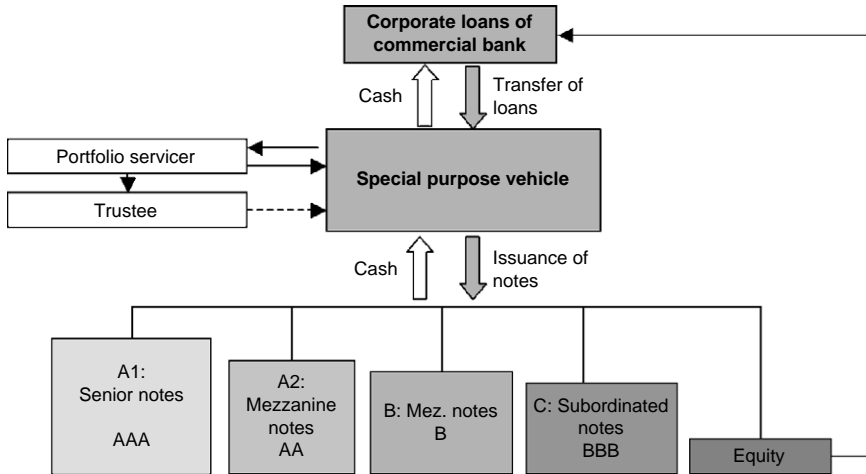 Corporate loans of
commercial bank
Cash
Transfer of
loans
Portfolio servicer
Special purpose vehicle
Trustee
Cash
Issuance of
notes
A1:
Senior notes
AAA
A2:
Mezzanine
notes
AA
B: Mez. notes
B
C: Subordinated
notes
BBB
Equity